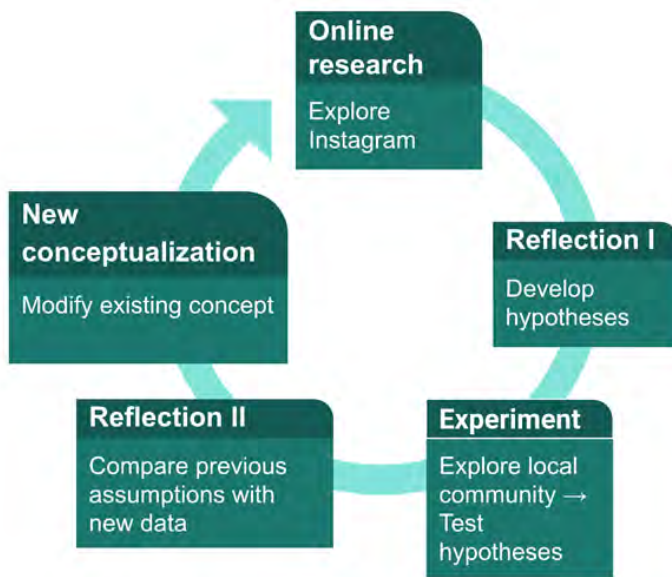 Online
research
Explore
Instagram
Reflection I
Develop
hypotheses
Experiment
Explore local
community →
Test
hypotheses
Reflection II
Compare previous
assumptions with
new data
New
conceptualization
Modify existing concept